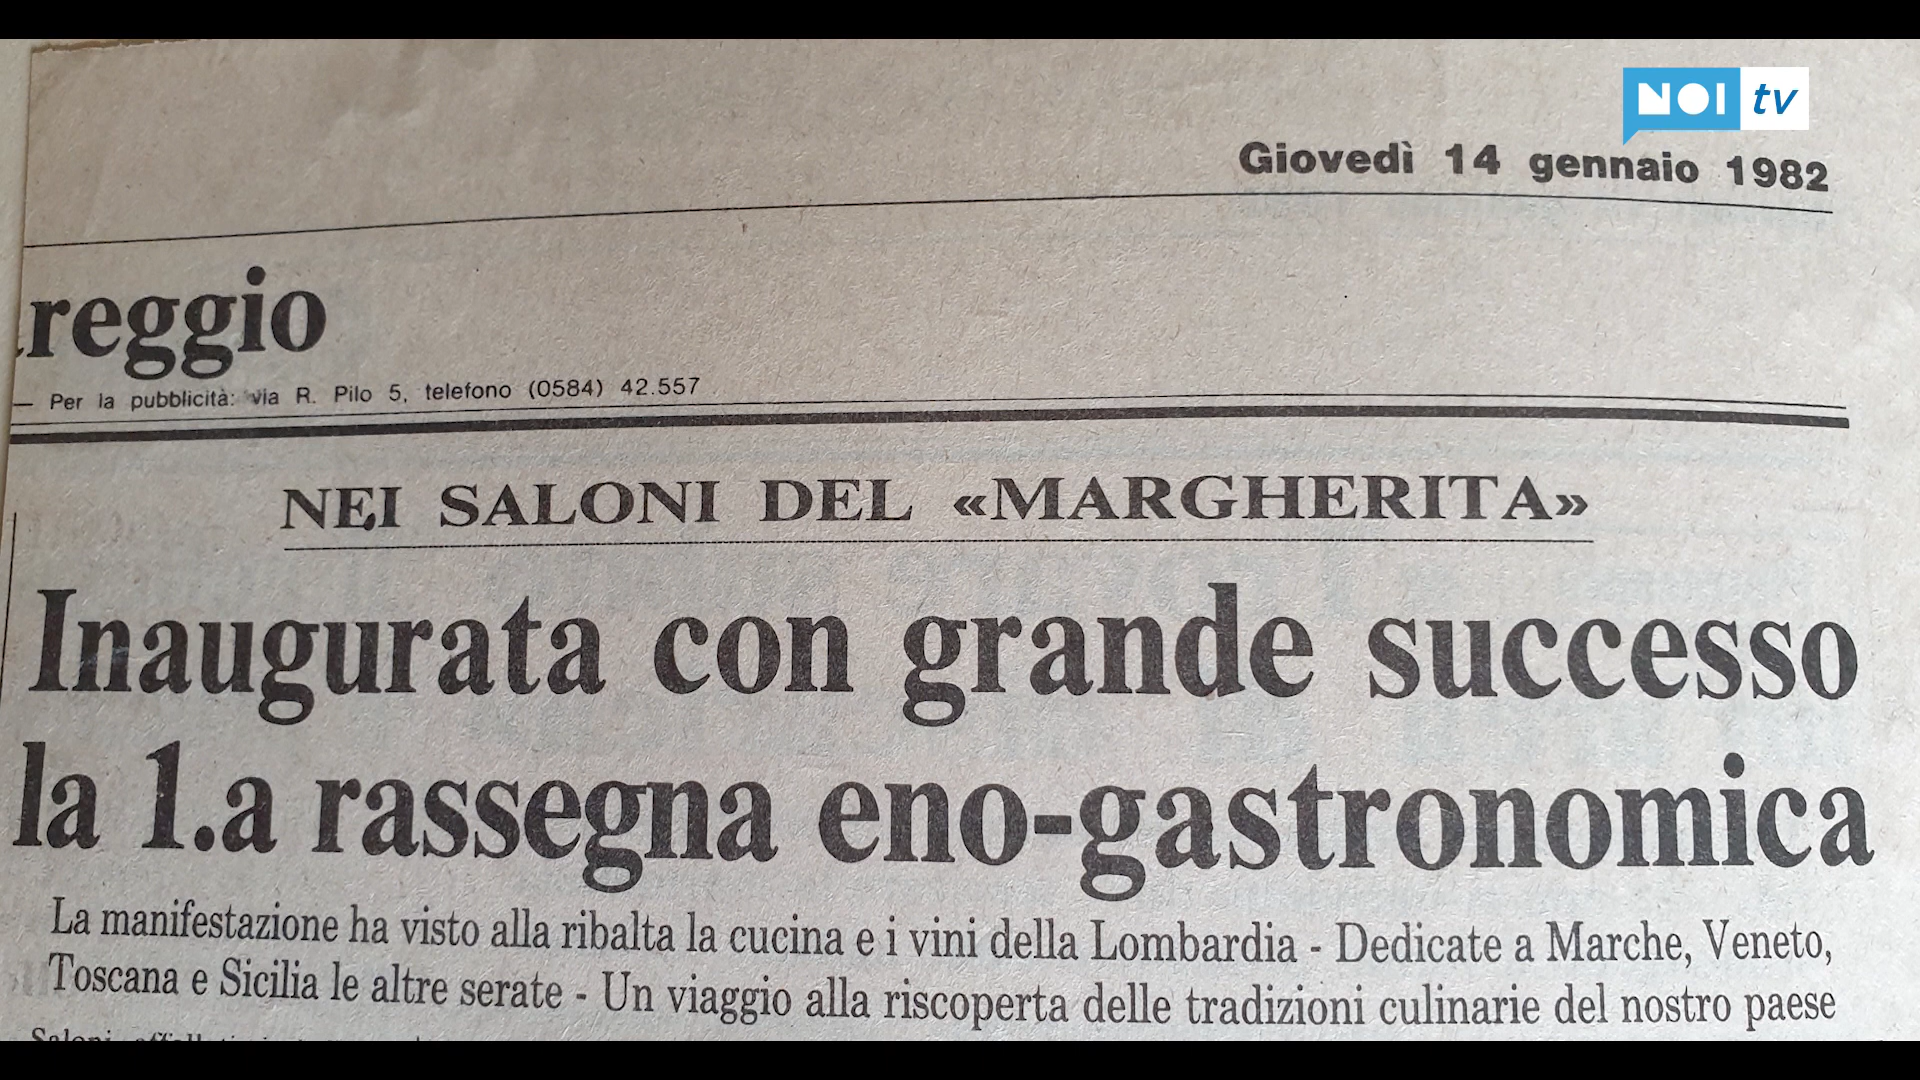 NOI tv
Giovedì 14 gennaio 1982
reggio
— Per la pubblicità: via R. Pilo 5, telefono (0584) 42.557
NEI SALONI DEL «MARGHERITA»
Inaugurata con grande successo
la 1.a rassegna eno-gastronomica
La manifestazione ha visto alla ribalta la cucina e i vini della Lombardia - Dedicate a Marche, Veneto,
Toscana e Sicilia le altre serate - Un viaggio alla riscoperta delle tradizioni culinarie del nostro paese